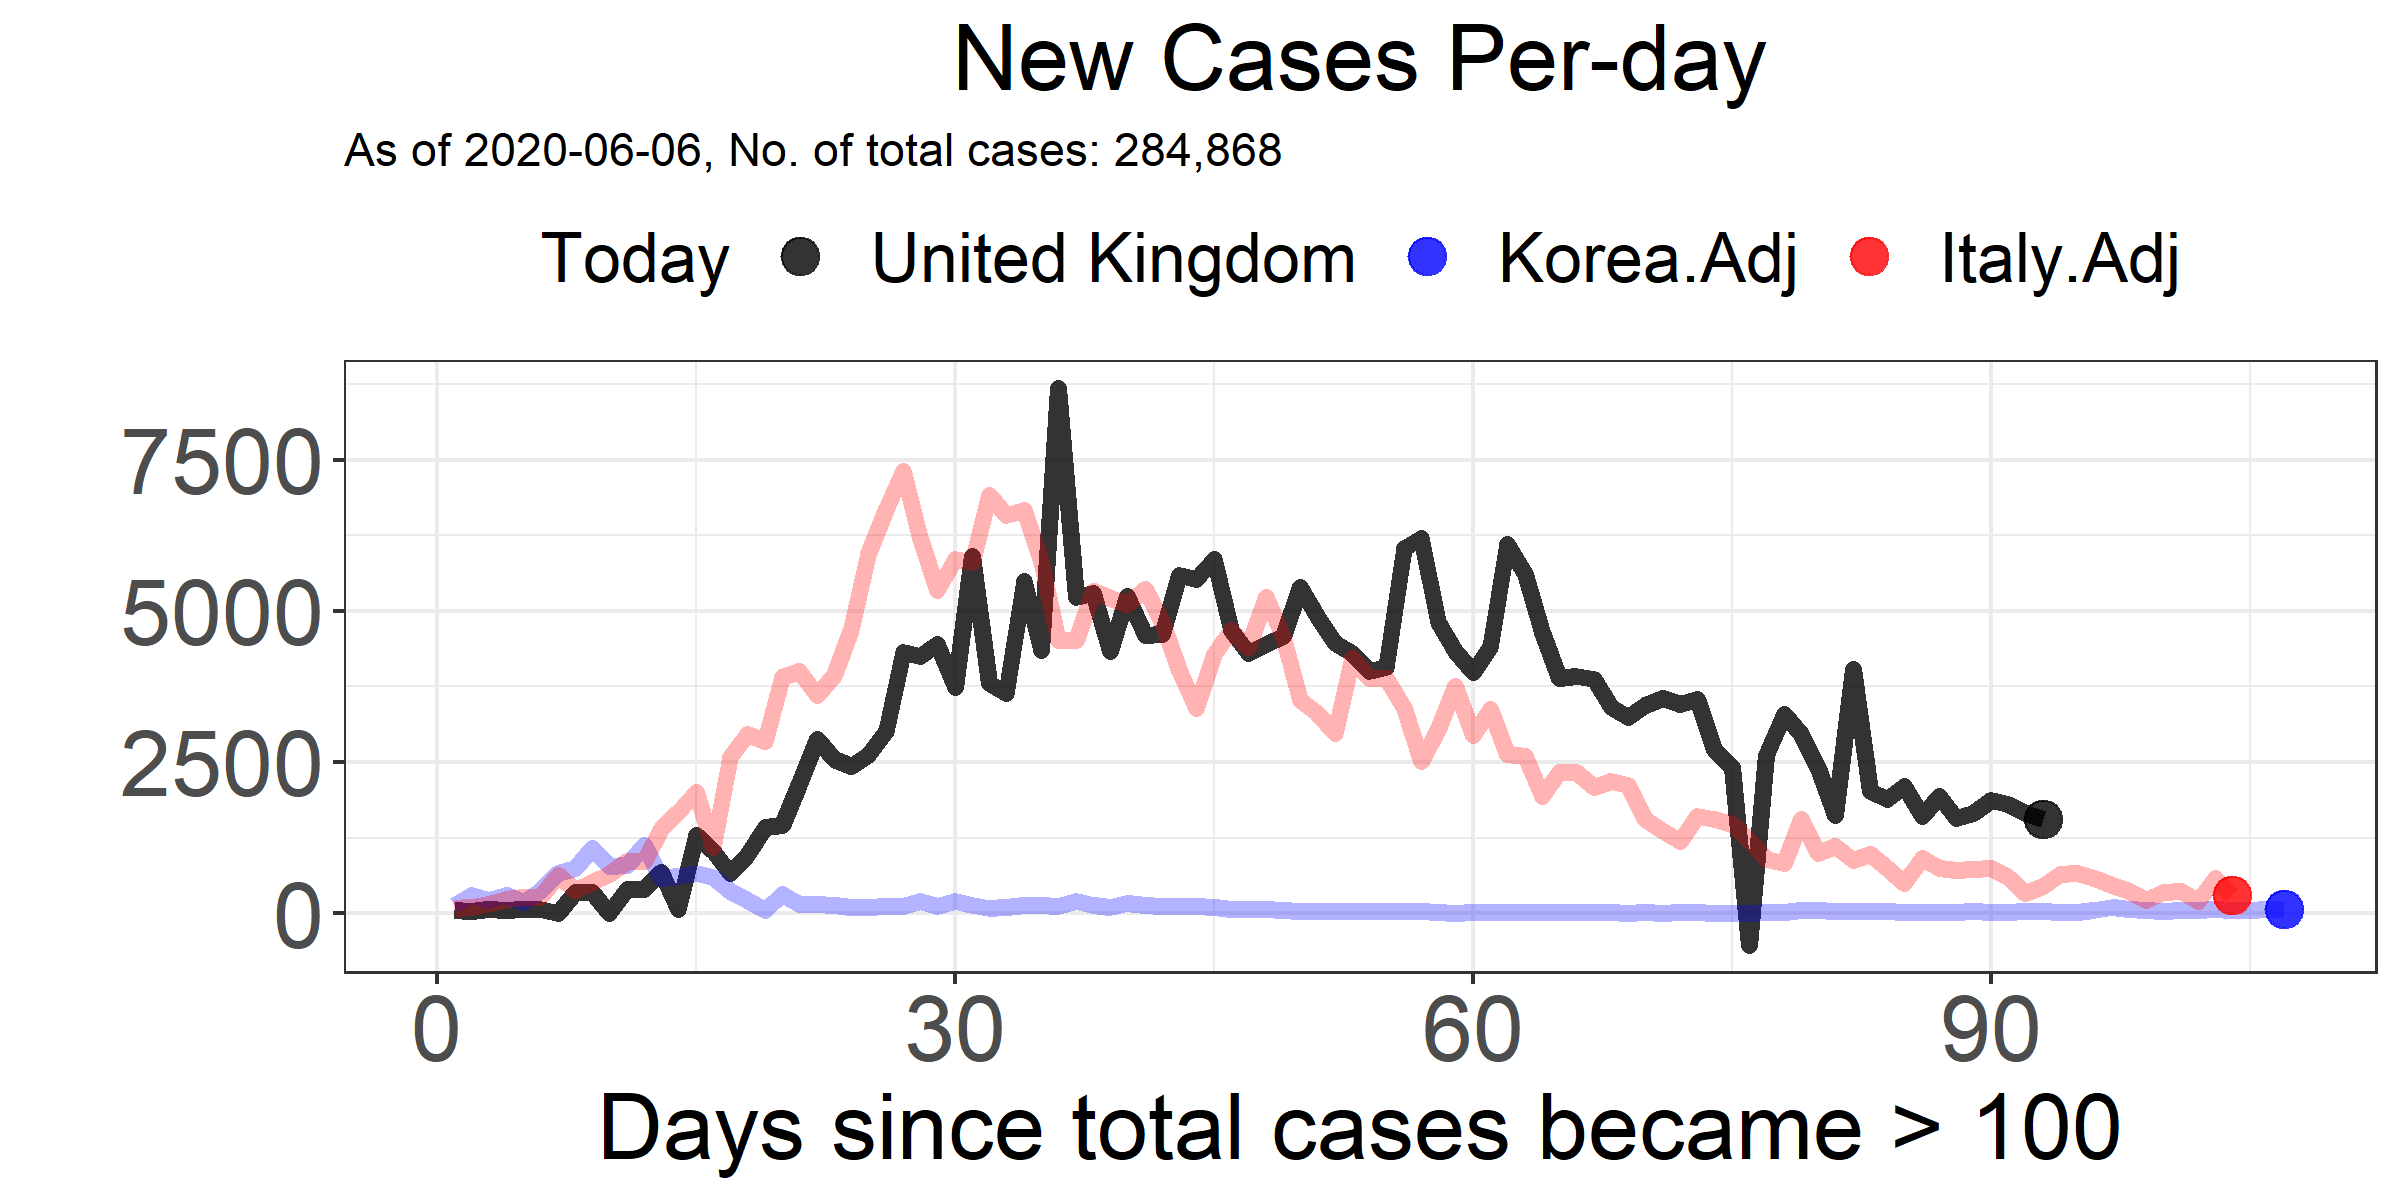 New Cases Per-day
As of 2020-06-06, No. of total cases: 284,868
Today United Kingdom Korea.Adj Italy.Adj
7500
5000
2500
0
0 30 60 90
Days since total cases became > 100